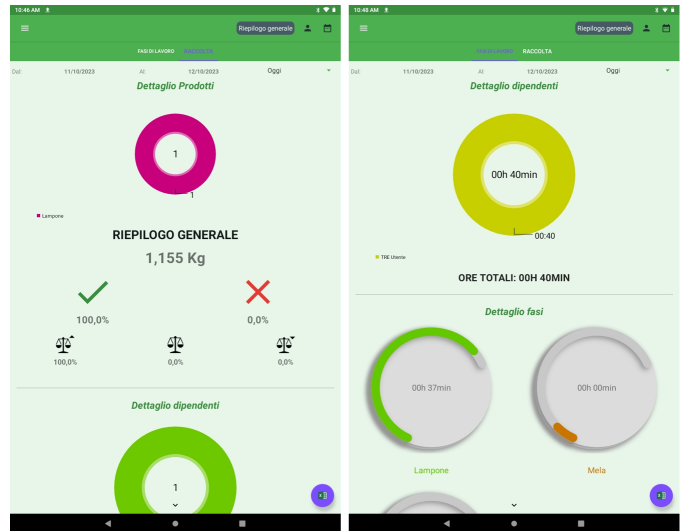 10:46 AM
Riepilogo generale
FASI DI LAVORO RACCOLTA
Dal: 11/10/2023 Al: 12/10/2023 Oggi
Dettaglio Prodotti
1
1
Lampone
RIEPILOGO GENERALE
1,155 Kg
100,0% 0,0%
100,0% 0,0% 0,0%
Dettaglio dipendenti
1
10:48 AM
Riepilogo generale
FASI DI LAVORO RACCOLTA
Dal: 11/10/2023 Al: 12/10/2023 Oggi
Dettaglio dipendenti
00h 40min
00:40
TRE Utente
ORE TOTALI: 00H 40MIN
Dettaglio fasi
00h 37min 00h 00min
Lampone Mela